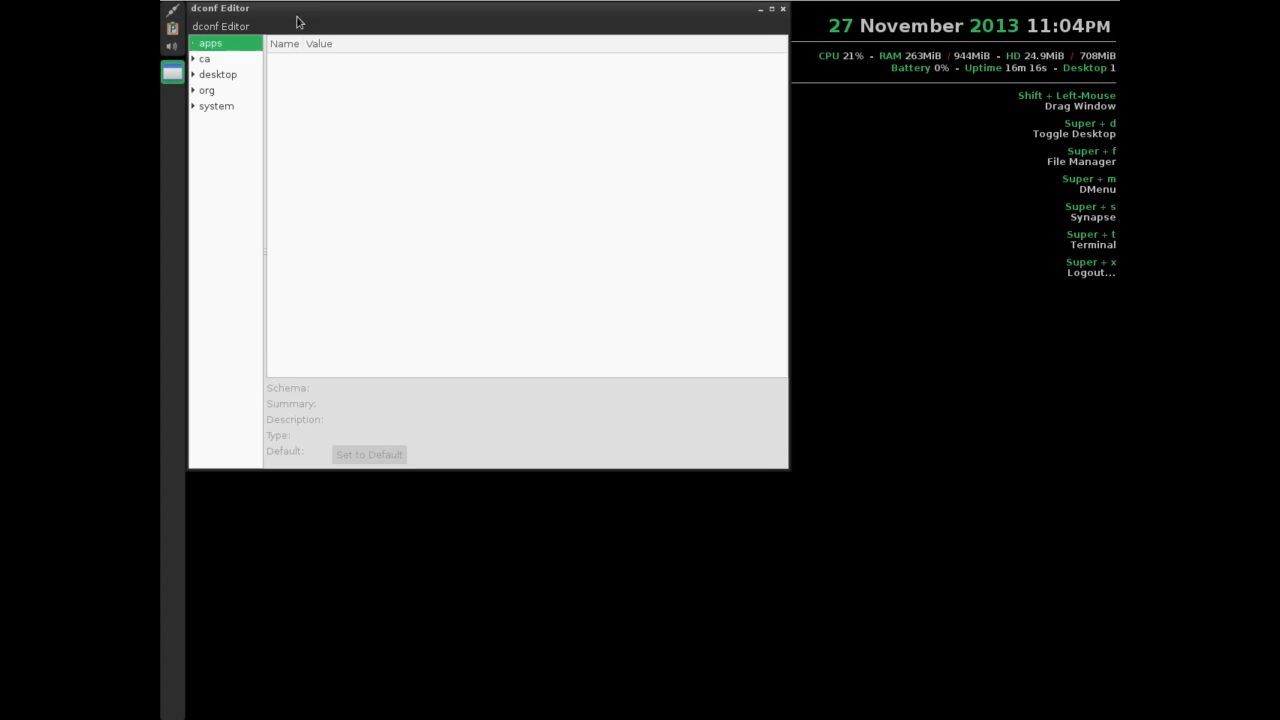 dconf Editor
dconf Editor
apps
ca
desktop
org
system
Name Value
Schema:
Summary:
Description:
Type:
Default:
Set to Default
27 November 2013 11:04PM
CPU 21% - RAM 263MiB / 944MiB - HD 24.9MiB / 708MiB
Battery 0% - Uptime 16m 16s - Desktop 1
Shift + Left-Mouse
Drag Window
Super + d
Toggle Desktop
Super + f
File Manager
Super + m
DMenu
Super + s
Synapse
Super + t
Terminal
Super + x
Logout...